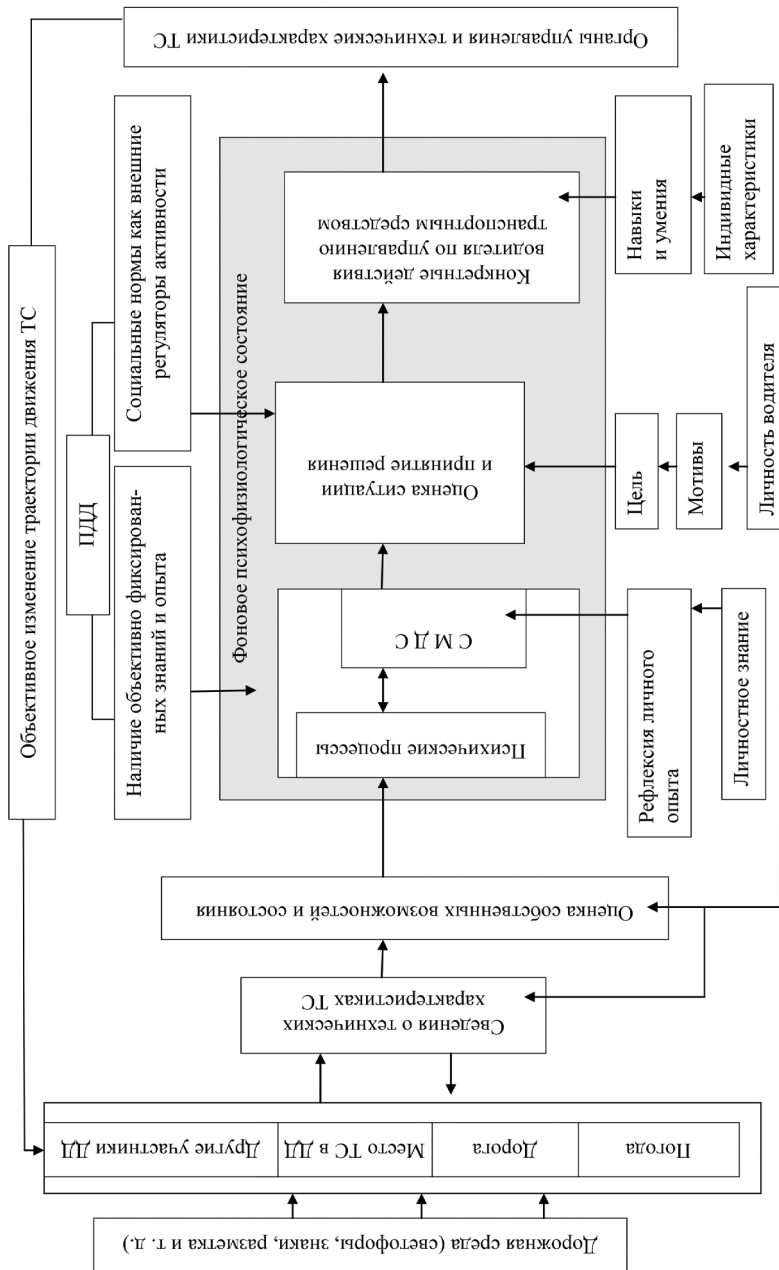 Объективное изменение траектории движения ТС
ПДД
Наличие объективно фиксирован-
ных знаний и опыта
Социальные нормы как внешние
регуляторы активности
Дорожная среда (светофоры, знаки, разметка и т. д.)
Другие участники ДД
Место ТС в ДД
Дорога
Погода
Сведения о технических
характеристиках ТС
Оценка собственных возможностей и состояния
Фоновое психофизиологическое состояние
Психические процессы
С М Д С
Оценка ситуации
и принятие решения
Конкретные действия
водителя по управлению
транспортным средством
Органы управления и технические характеристики ТС
Рефлексия личного
опыта
Личностное знание
Цель
Мотивы
Личность водителя
Навыки
и умения
Индивидные
характеристики